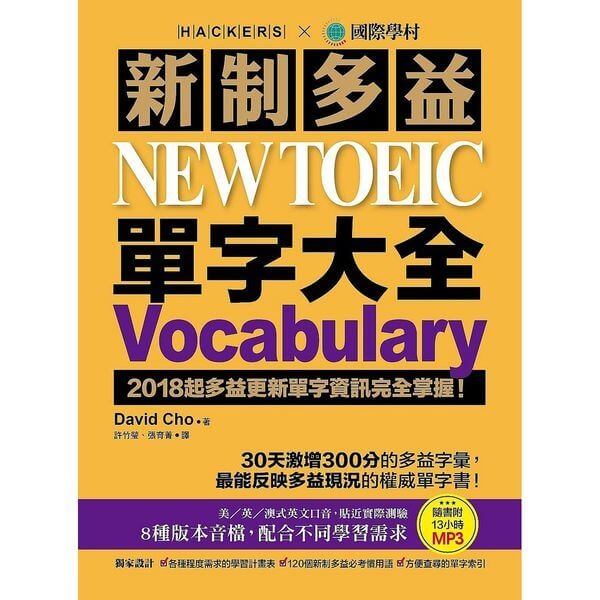 HACKERS × 國際學村
新制多益
NEW TOEIC
單字大全
Vocabulary
2018起多益更新單字資訊完全掌握！
David Cho●著
許竹瑩、張育菁●譯
30天激增300分的多益字彙，
最能反映多益現況的權威單字書！
美／英／澳式英文口音，貼近實際測驗
8種版本音檔，配合不同學習需求
隨書附
13小時
MP3
獨家設計 各種程度需求的學習計畫表 120個新制多益必考慣用語 方便查尋的單字索引